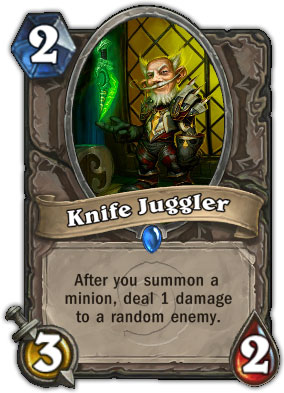 2
Knife Juggler
After you summon a
minion, deal 1 damage
to a random enemy.
3
2